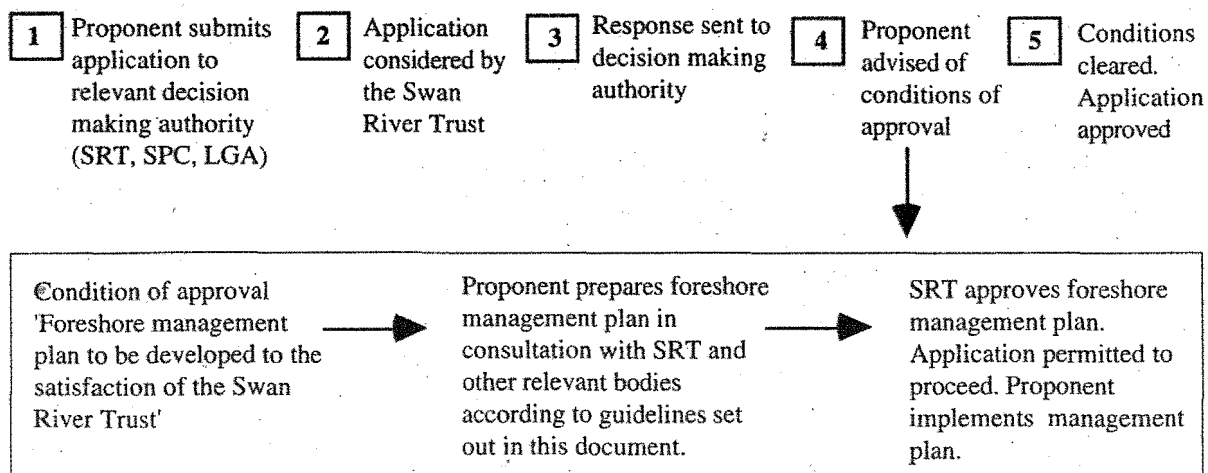 1 Proponent submits
application to
relevant decision
making authority
(SRT, SPC, LGA)
2 Application
considered by
the Swan
River Trust
3 Response sent to
decision making
authority
4 Proponent
advised of
conditions of
approval
5 Conditions
cleared.
Application
approved
Condition of approval
'Foreshore management
plan to be developed to the
satisfaction of the Swan
River Trust'
Proponent prepares foreshore
management plan in
consultation with SRT and
other relevant bodies
according to guidelines set
out in this document.
SRT approves foreshore
management plan.
Application permitted to
proceed. Proponent
implements management
plan.